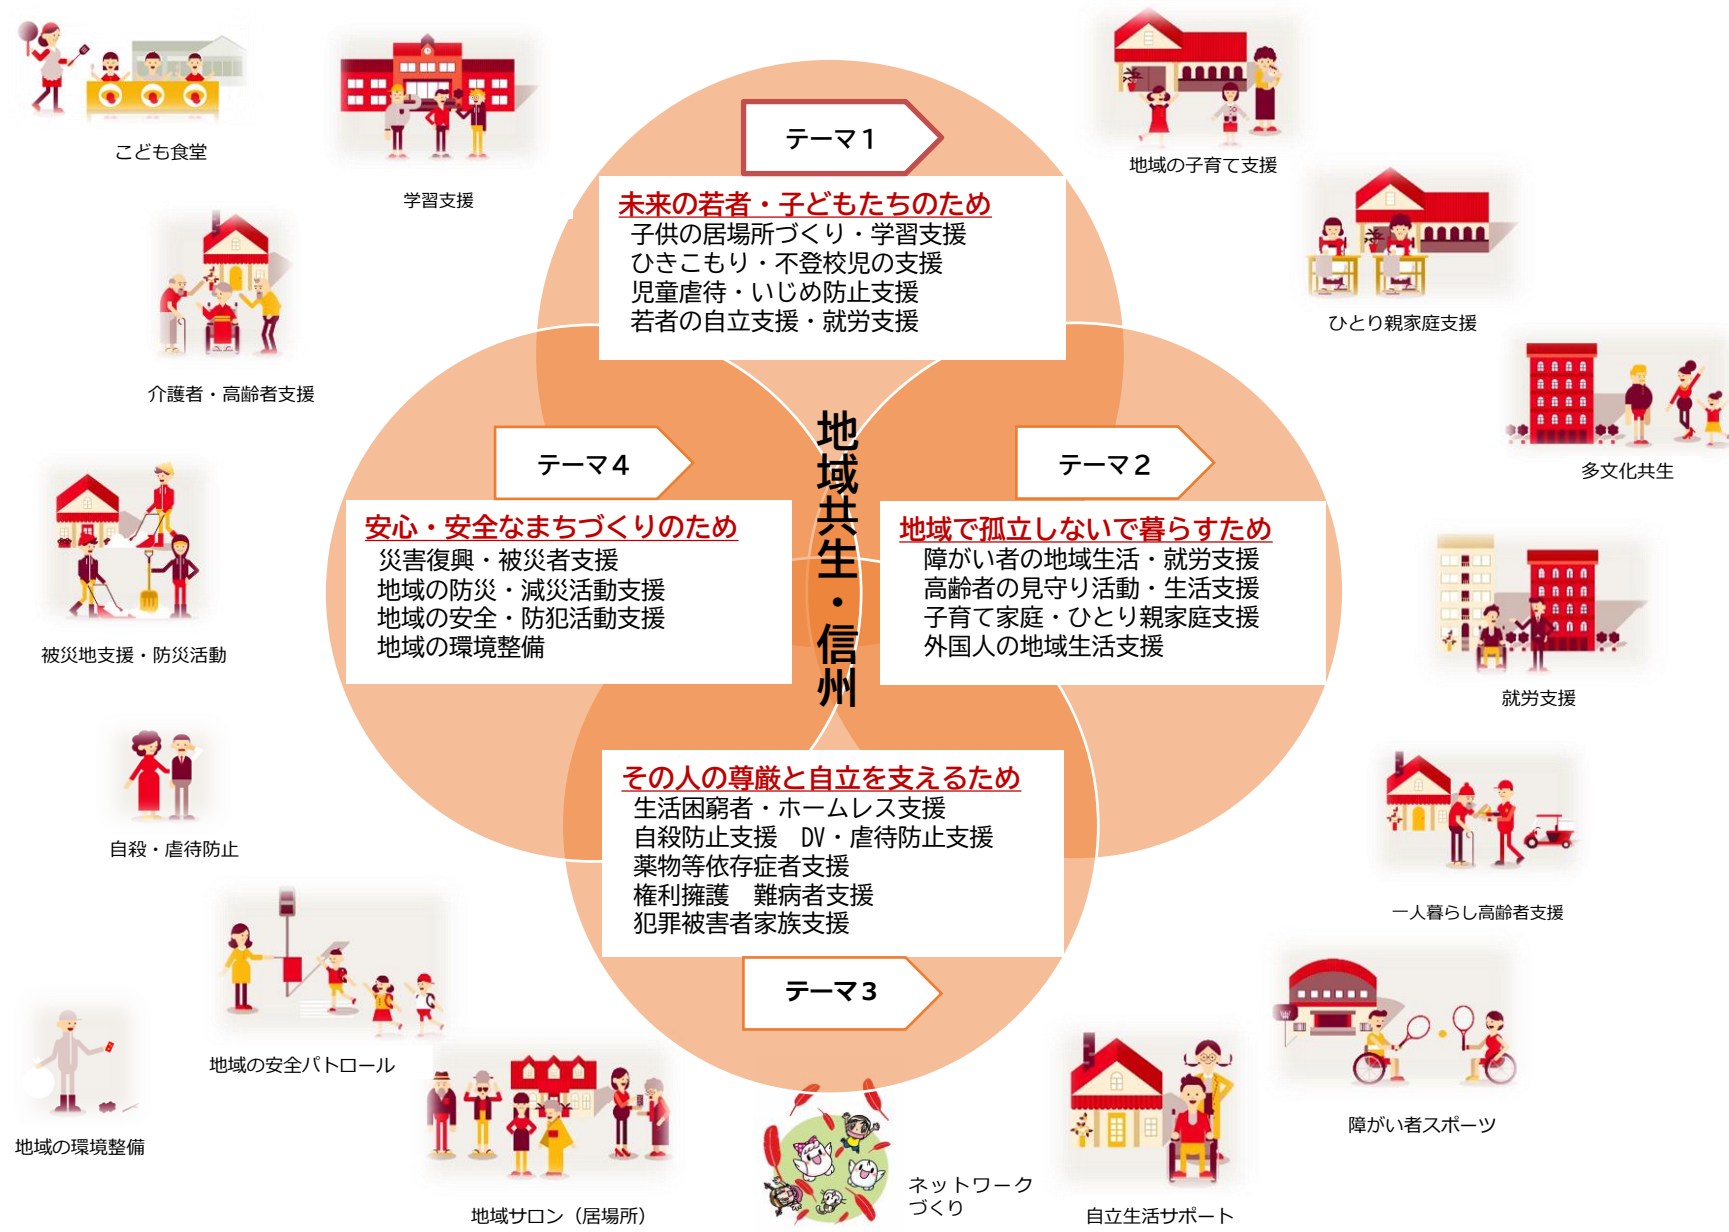 こども食堂
学習支援
地域の子育て支援
ひとり親家庭支援
介護者・高齢者支援
多文化共生
被災地支援・防災活動
就労支援
自殺・虐待防止
一人暮らし高齢者支援
地域の安全パトロール
障がい者スポーツ
地域の環境整備
地域サロン（居場所）
ネットワーク
づくり
自立生活サポート
テーマ１
未来の若者・子どもたちのため
子供の居場所づくり・学習支援
ひきこもり・不登校児の支援
児童虐待・いじめ防止支援
若者の自立支援・就労支援
地域共生・信州
テーマ４
安心・安全なまちづくりのため
災害復興・被災者支援
地域の防災・減災活動支援
地域の安全・防犯活動支援
地域の環境整備
テーマ２
地域で孤立しないで暮らすため
障がい者の地域生活・就労支援
高齢者の見守り活動・生活支援
子育て家庭・ひとり親家庭支援
外国人の地域生活支援
その人の尊厳と自立を支えるため
生活困窮者・ホームレス支援
自殺防止支援　DV・虐待防止支援
薬物等依存症者支援
権利擁護　難病者支援
犯罪被害者家族支援
テーマ３